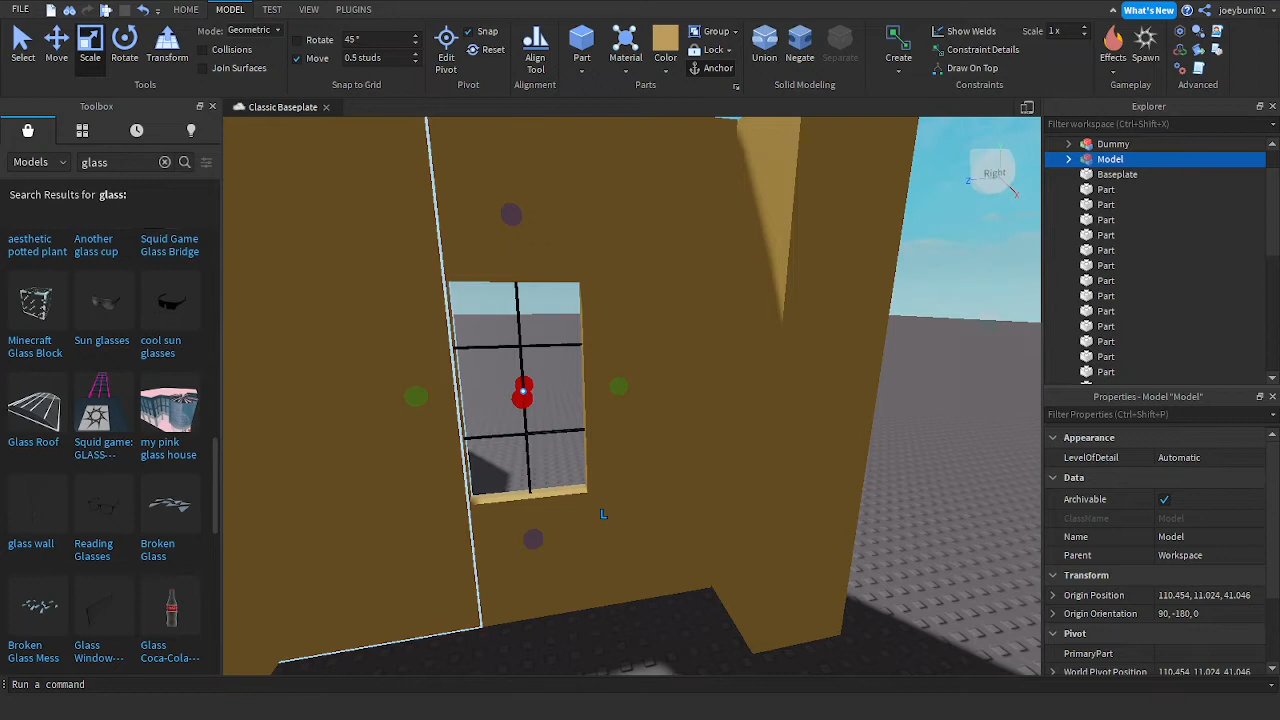 FILE HOME MODEL TEST VIEW PLUGINS What's New joeybuni01
Mode: Geometric
Collisions
Join Surfaces
Select Move Scale Rotate Transform
Tools
Rotate 45°
Move 0.5 studs
Snap to Grid
Edit
Pivot
Snap
Reset
Pivot
Align
Tool
Alignment
Part Material Color
Group
Lock
Anchor
Parts
Union Negate Separate
Solid Modeling
Create
Show Welds Scale 1 x
Constraint Details
Draw On Top
Constraints
Effects Spawn
Gameplay
Advanced
Toolbox
Models glass
Search Results for glass:
aesthetic
potted plant
Another
glass cup
Squid Game
Glass Bridge
Minecraft
Glass Block
Sun glasses
cool sun
glasses
Glass Roof
Squid game:
GLASS---
my pink
glass house
glass wall
Reading
Glasses
Broken
Glass
Broken
Glass Mess
Glass
Window---
Glass
Coca-Cola---
Classic Baseplate
Right
Z
X
L
Explorer
Filter workspace (Ctrl+Shift+X)
Dummy
Model
Baseplate
Part
Part
Part
Part
Part
Part
Part
Part
Part
Part
Part
Part
Part
Properties - Model "Model"
Filter Properties (Ctrl+Shift+P)
Appearance
LevelOfDetail Automatic
Data
Archivable
ClassName Model
Name Model
Parent Workspace
Transform
Origin Position 110.454, 11.024, 41.046
Origin Orientation 90, -180, 0
Pivot
PrimaryPart
World Pivot Position 110.454, 11.024, 41.046
Run a command